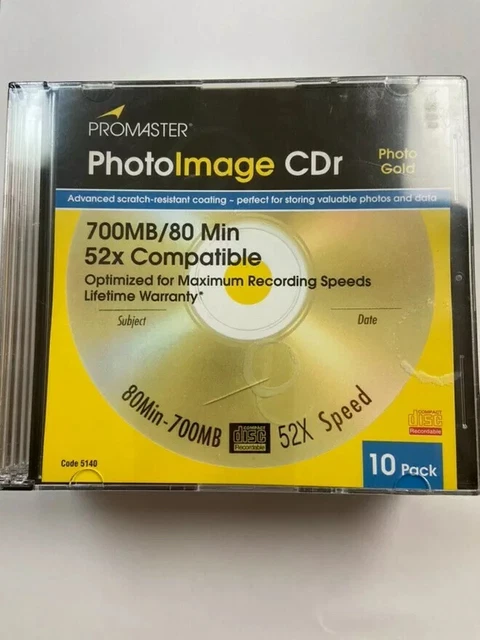 PROMASTER®
PhotoImage CDr
Photo
Gold
Advanced scratch-resistant coating – perfect for storing valuable photos and data
700MB/80 Min
52x Compatible
Optimized for Maximum Recording Speeds
Lifetime Warranty*
Subject
Date
80Min-700MB
COMPACT
disc
Recordable
52X Speed
COMPACT
disc
Recordable
Code 5140
10 Pack